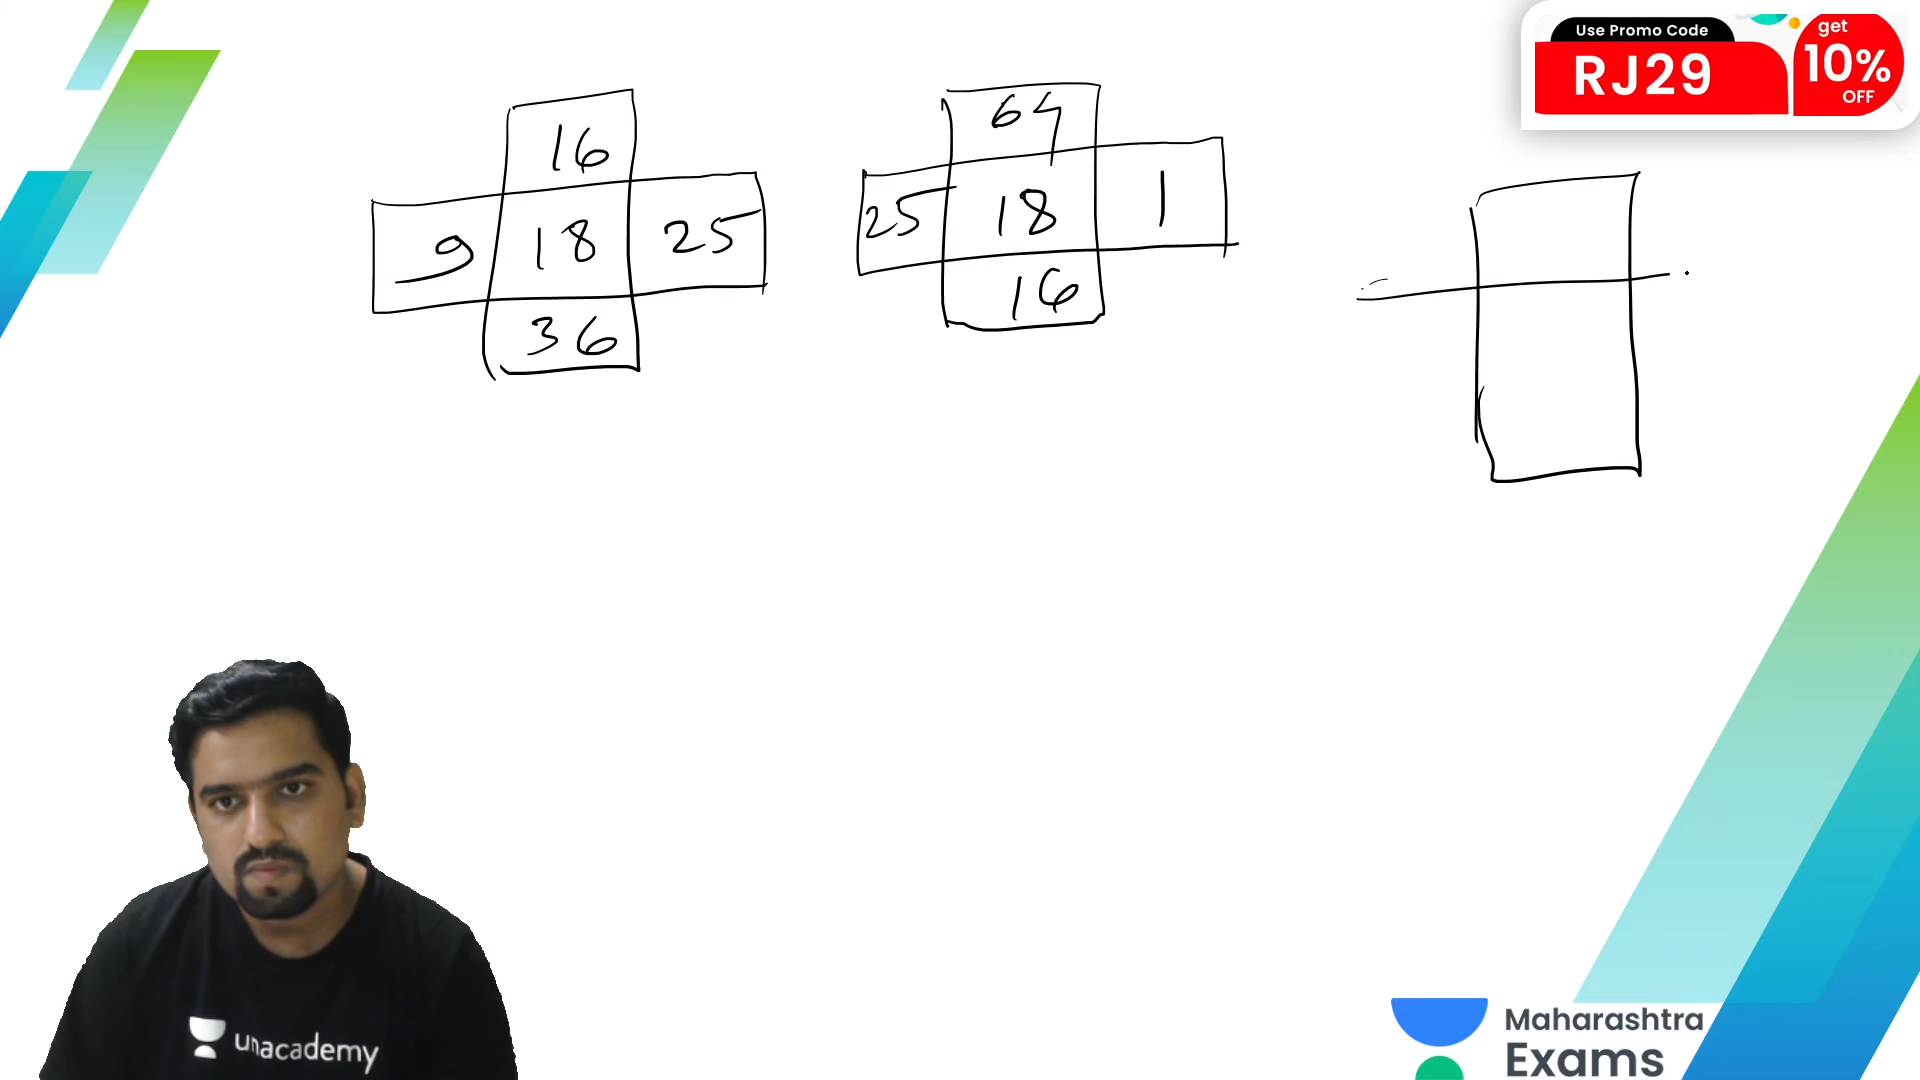 16
9 18 25
36
64
25 18 1
16
Use Promo Code
RJ29
get
10%
OFF
unacademy
Maharashtra
Exams